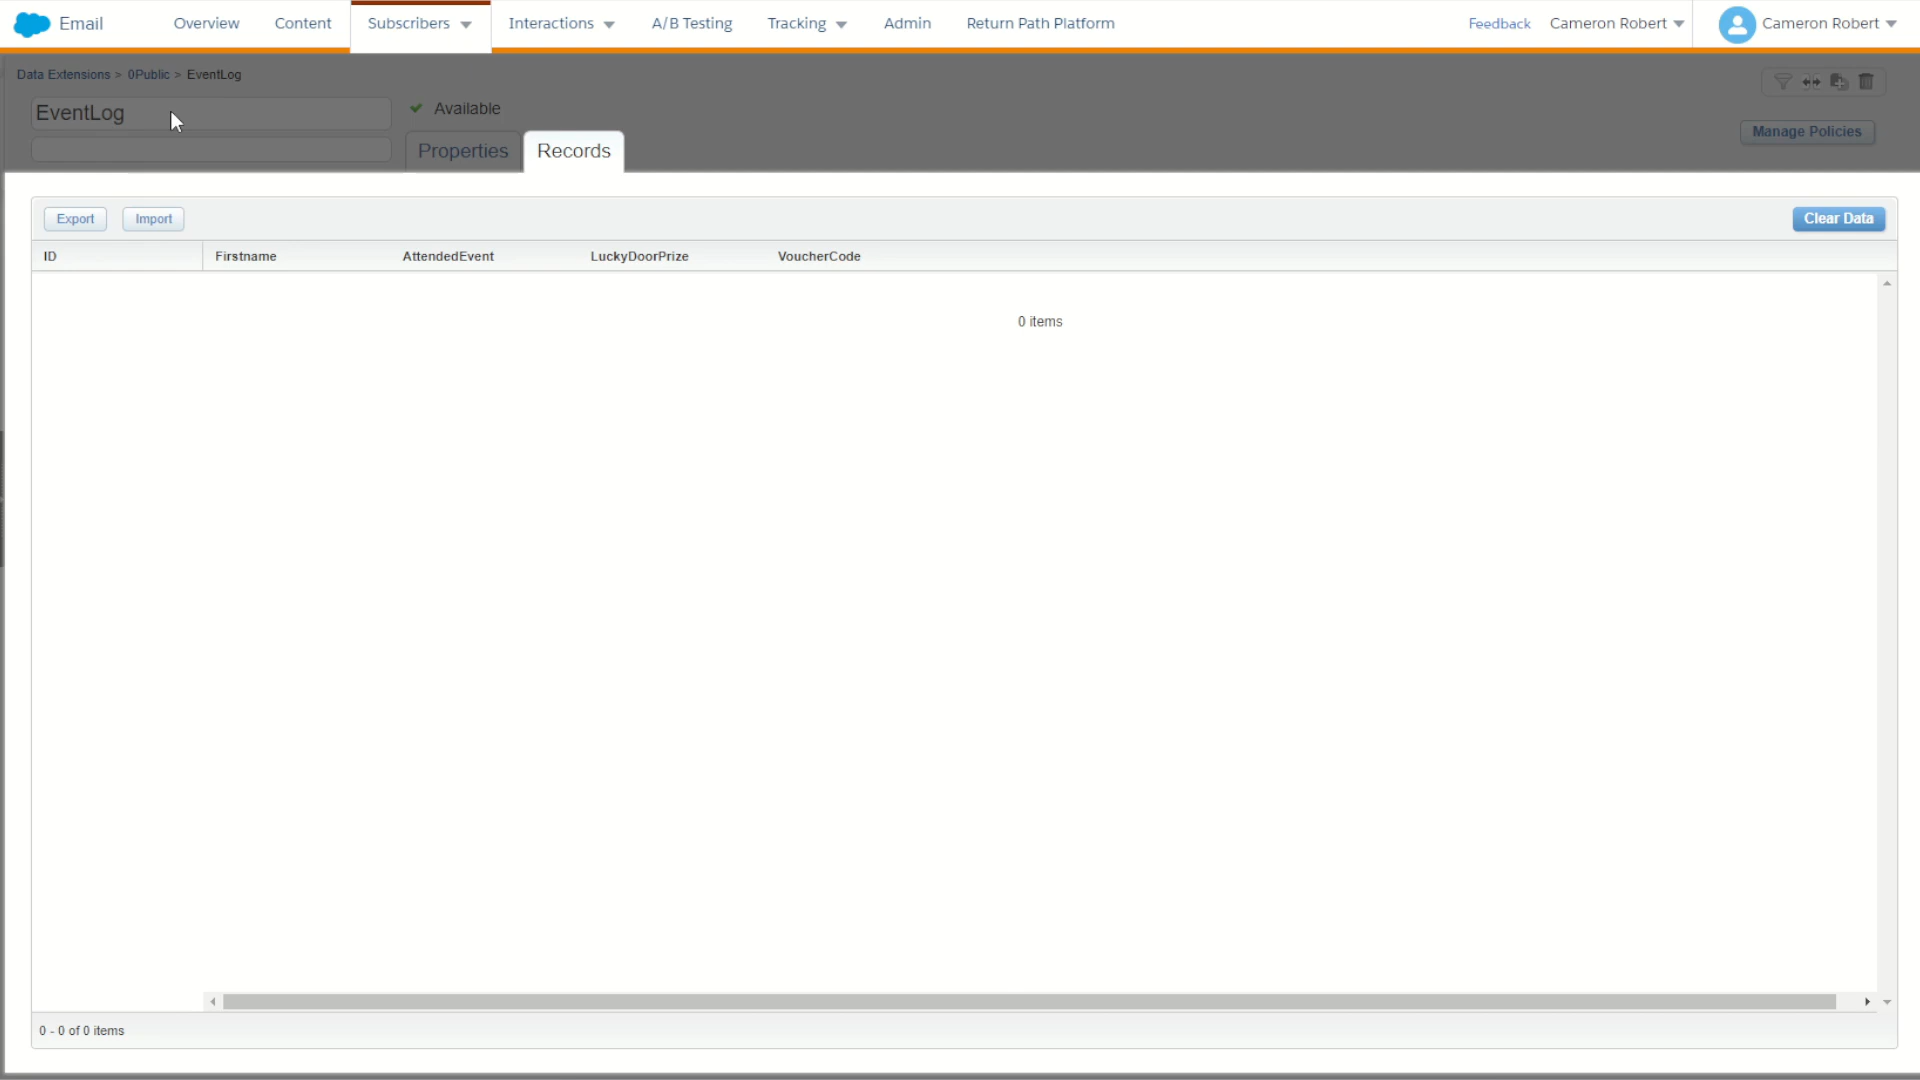 Email Overview Content Subscribers Interactions A/B Testing Tracking Admin Return Path Platform Feedback Cameron Robert Cameron Robert
Data Extensions > 0Public > EventLog
EventLog
Available
Properties
Records
Manage Policies
Export Import Clear Data
ID Firstname AttendedEvent LuckyDoorPrize VoucherCode
0 items
0 - 0 of 0 items